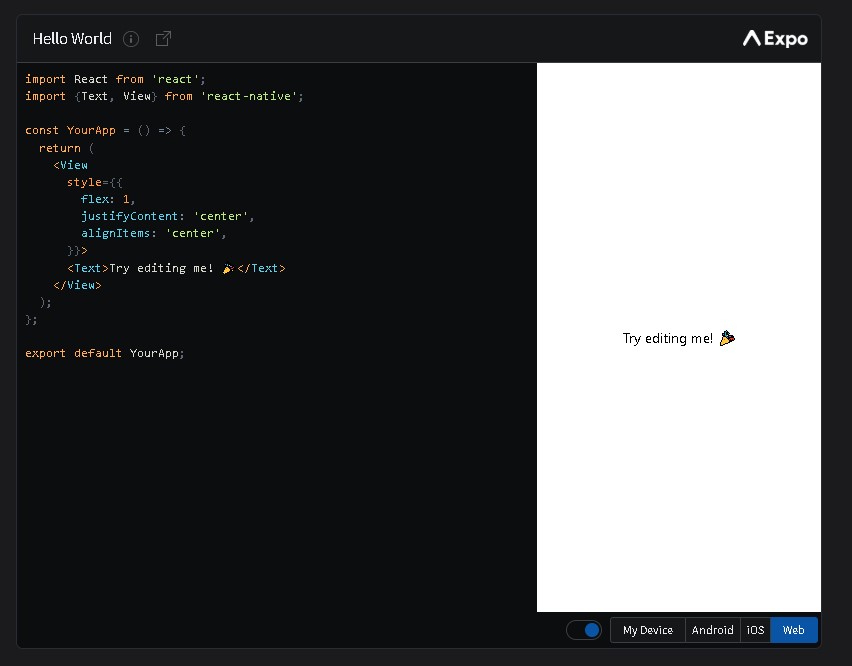 Hello World
Expo
import React from 'react';
import {Text, View} from 'react-native';
const YourApp = () => {
return (
<View
style={{
flex: 1,
justifyContent: 'center',
alignItems: 'center',
}}>
<Text>Try editing me! 🎉</Text>
</View>
);
};
export default YourApp;
Try editing me! 🎉
My Device Android iOS Web